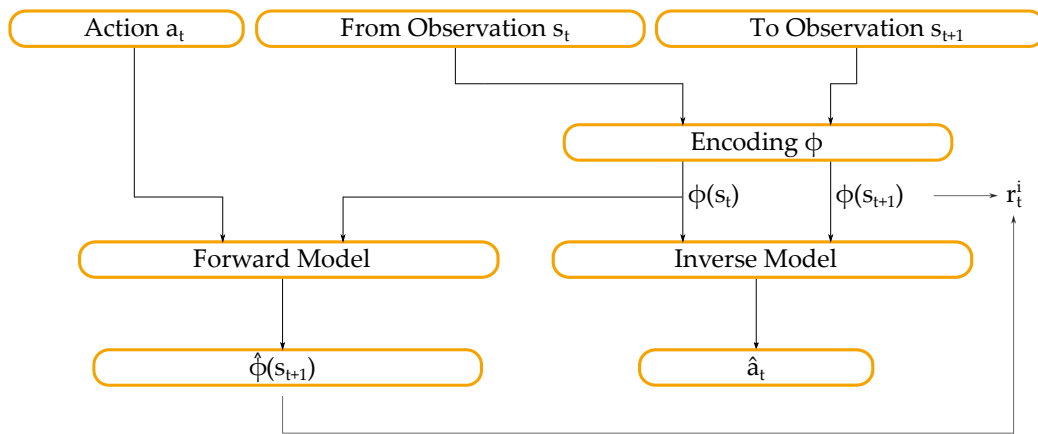 Action aₜ
From Observation sₜ
To Observation sₜ₊₁
Encoding ϕ
ϕ(sₜ)
ϕ(sₜ₊₁)
rₜⁱ
Forward Model
Inverse Model
ϕ̂(sₜ₊₁)
âₜ